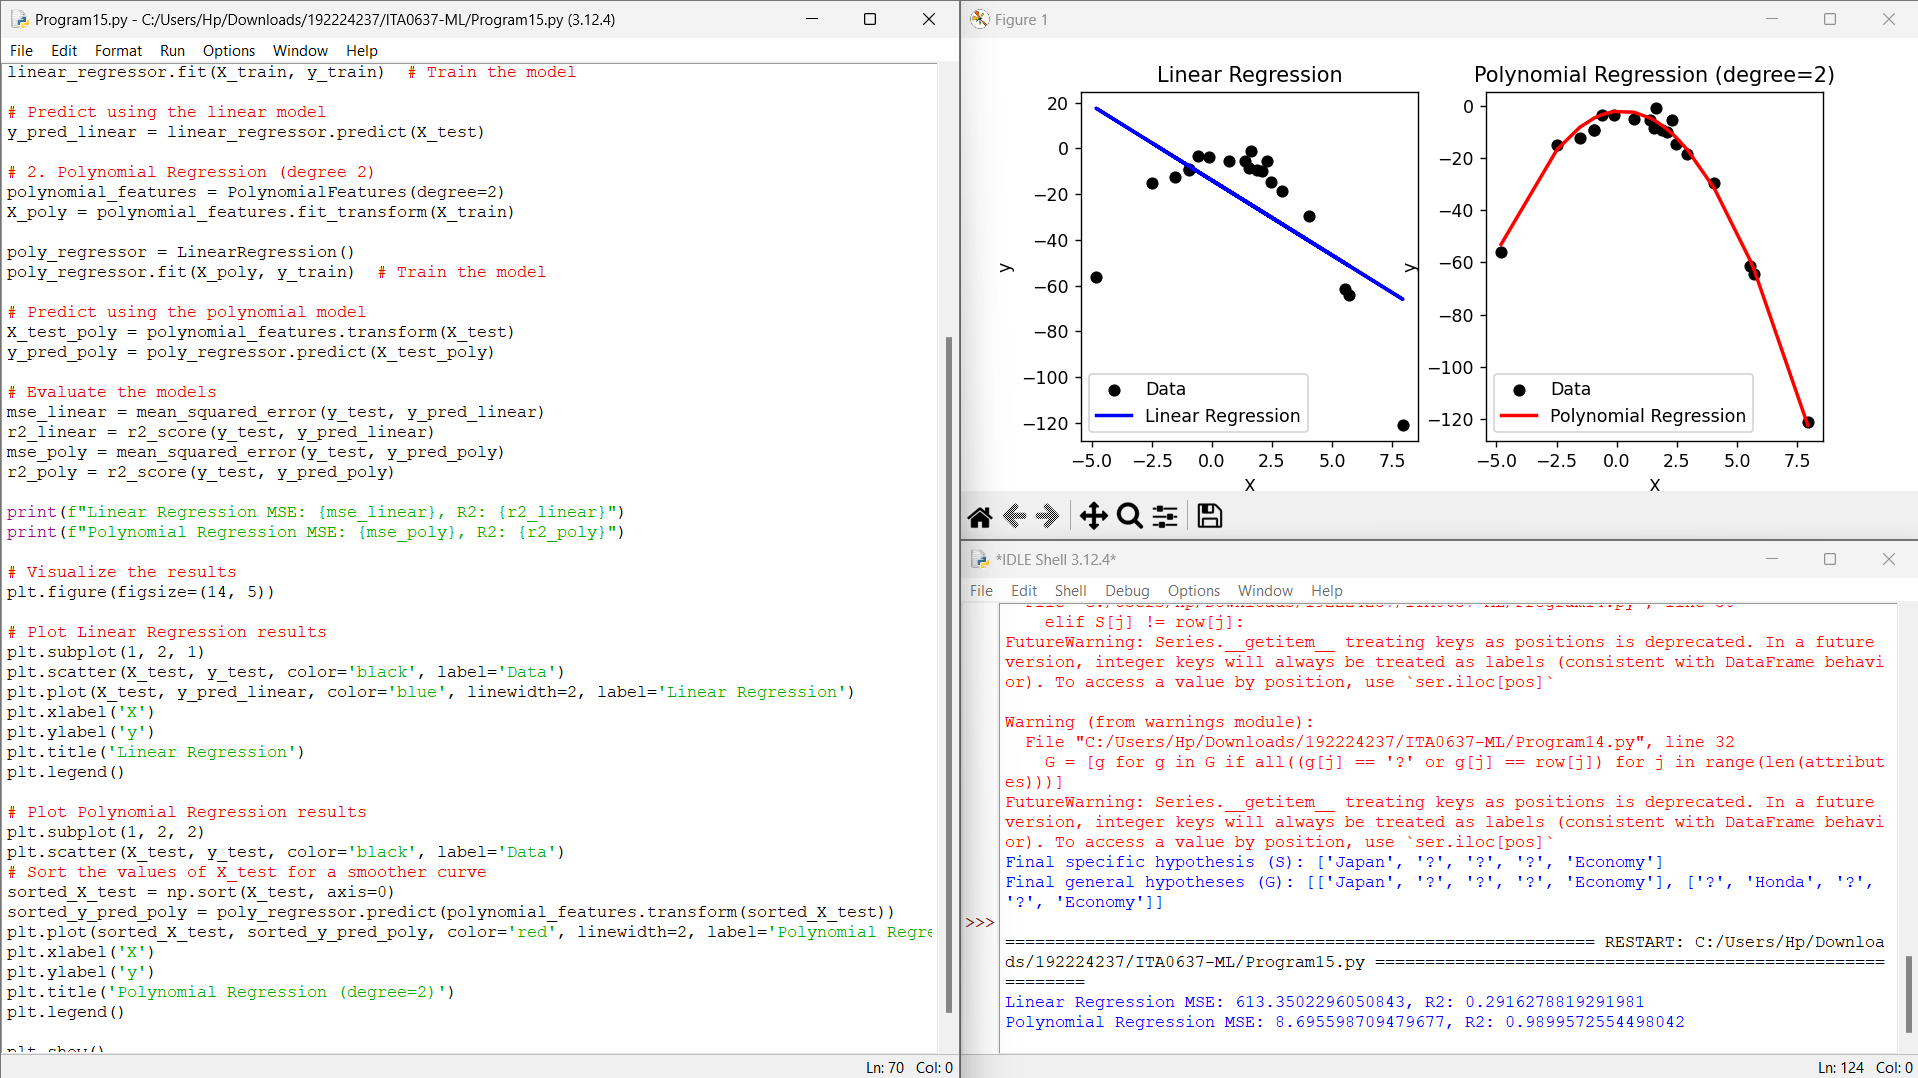 Program15.py - C:/Users/Hp/Downloads/192224237/ITA0637-ML/Program15.py (3.12.4)
File Edit Format Run Options Window Help
linear_regressor.fit(X_train, y_train)  # Train the model
# Predict using the linear model
y_pred_linear = linear_regressor.predict(X_test)
# 2. Polynomial Regression (degree 2)
polynomial_features = PolynomialFeatures(degree=2)
X_poly = polynomial_features.fit_transform(X_train)
poly_regressor = LinearRegression()
poly_regressor.fit(X_poly, y_train)  # Train the model
# Predict using the polynomial model
X_test_poly = polynomial_features.transform(X_test)
y_pred_poly = poly_regressor.predict(X_test_poly)
# Evaluate the models
mse_linear = mean_squared_error(y_test, y_pred_linear)
r2_linear = r2_score(y_test, y_pred_linear)
mse_poly = mean_squared_error(y_test, y_pred_poly)
r2_poly = r2_score(y_test, y_pred_poly)
print(f"Linear Regression MSE: {mse_linear}, R2: {r2_linear}")
print(f"Polynomial Regression MSE: {mse_poly}, R2: {r2_poly}")
# Visualize the results
plt.figure(figsize=(14, 5))
# Plot Linear Regression results
plt.subplot(1, 2, 1)
plt.scatter(X_test, y_test, color='black', label='Data')
plt.plot(X_test, y_pred_linear, color='blue', linewidth=2, label='Linear Regression')
plt.xlabel('X')
plt.ylabel('y')
plt.title('Linear Regression')
plt.legend()
# Plot Polynomial Regression results
plt.subplot(1, 2, 2)
plt.scatter(X_test, y_test, color='black', label='Data')
# Sort the values of X_test for a smoother curve
sorted_X_test = np.sort(X_test, axis=0)
sorted_y_pred_poly = poly_regressor.predict(polynomial_features.transform(sorted_X_test))
plt.plot(sorted_X_test, sorted_y_pred_poly, color='red', linewidth=2, label='Polynomial Regre
plt.xlabel('X')
plt.ylabel('y')
plt.title('Polynomial Regression (degree=2)')
plt.legend()
plt.show()
Ln: 70 Col: 0
Figure 1
Linear Regression
20
0
−20
−40
−60
−80
−100
−120
y
Data
Linear Regression
−5.0 −2.5 0.0 2.5 5.0 7.5
X
Polynomial Regression (degree=2)
0
−20
−40
−60
−80
−100
−120
y
Data
Polynomial Regression
−5.0 −2.5 0.0 2.5 5.0 7.5
X
*IDLE Shell 3.12.4*
File Edit Shell Debug Options Window Help
elif S[j] != row[j]:
FutureWarning: Series.__getitem__ treating keys as positions is deprecated. In a future
version, integer keys will always be treated as labels (consistent with DataFrame behavi
or). To access a value by position, use `ser.iloc[pos]`
Warning (from warnings module):
File "C:/Users/Hp/Downloads/192224237/ITA0637-ML/Program14.py", line 32
G = [g for g in G if all((g[j] == '?' or g[j] == row[j]) for j in range(len(attribut
es)))]
FutureWarning: Series.__getitem__ treating keys as positions is deprecated. In a future
version, integer keys will always be treated as labels (consistent with DataFrame behavi
or). To access a value by position, use `ser.iloc[pos]`
Final specific hypothesis (S): ['Japan', '?', '?', '?', 'Economy']
Final general hypotheses (G): [['Japan', '?', '?', '?', 'Economy'], ['?', 'Honda', '?',
'?', 'Economy']]
>>>
=========================================================== RESTART: C:/Users/Hp/Downloa
ds/192224237/ITA0637-ML/Program15.py ===================================================
========
Linear Regression MSE: 613.3502296050843, R2: 0.2916278819291981
Polynomial Regression MSE: 8.695598709479677, R2: 0.9899572554498042
Ln: 124 Col: 0